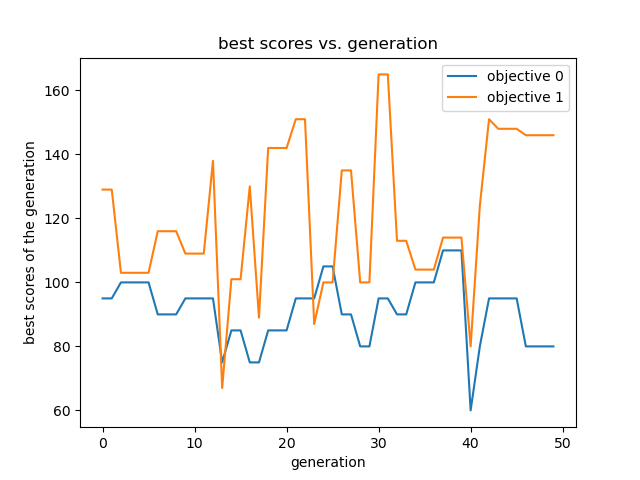 best scores vs. generation
objective 0
objective 1
best scores of the generation
160
140
120
100
80
60
0 10 20 30 40 50
generation